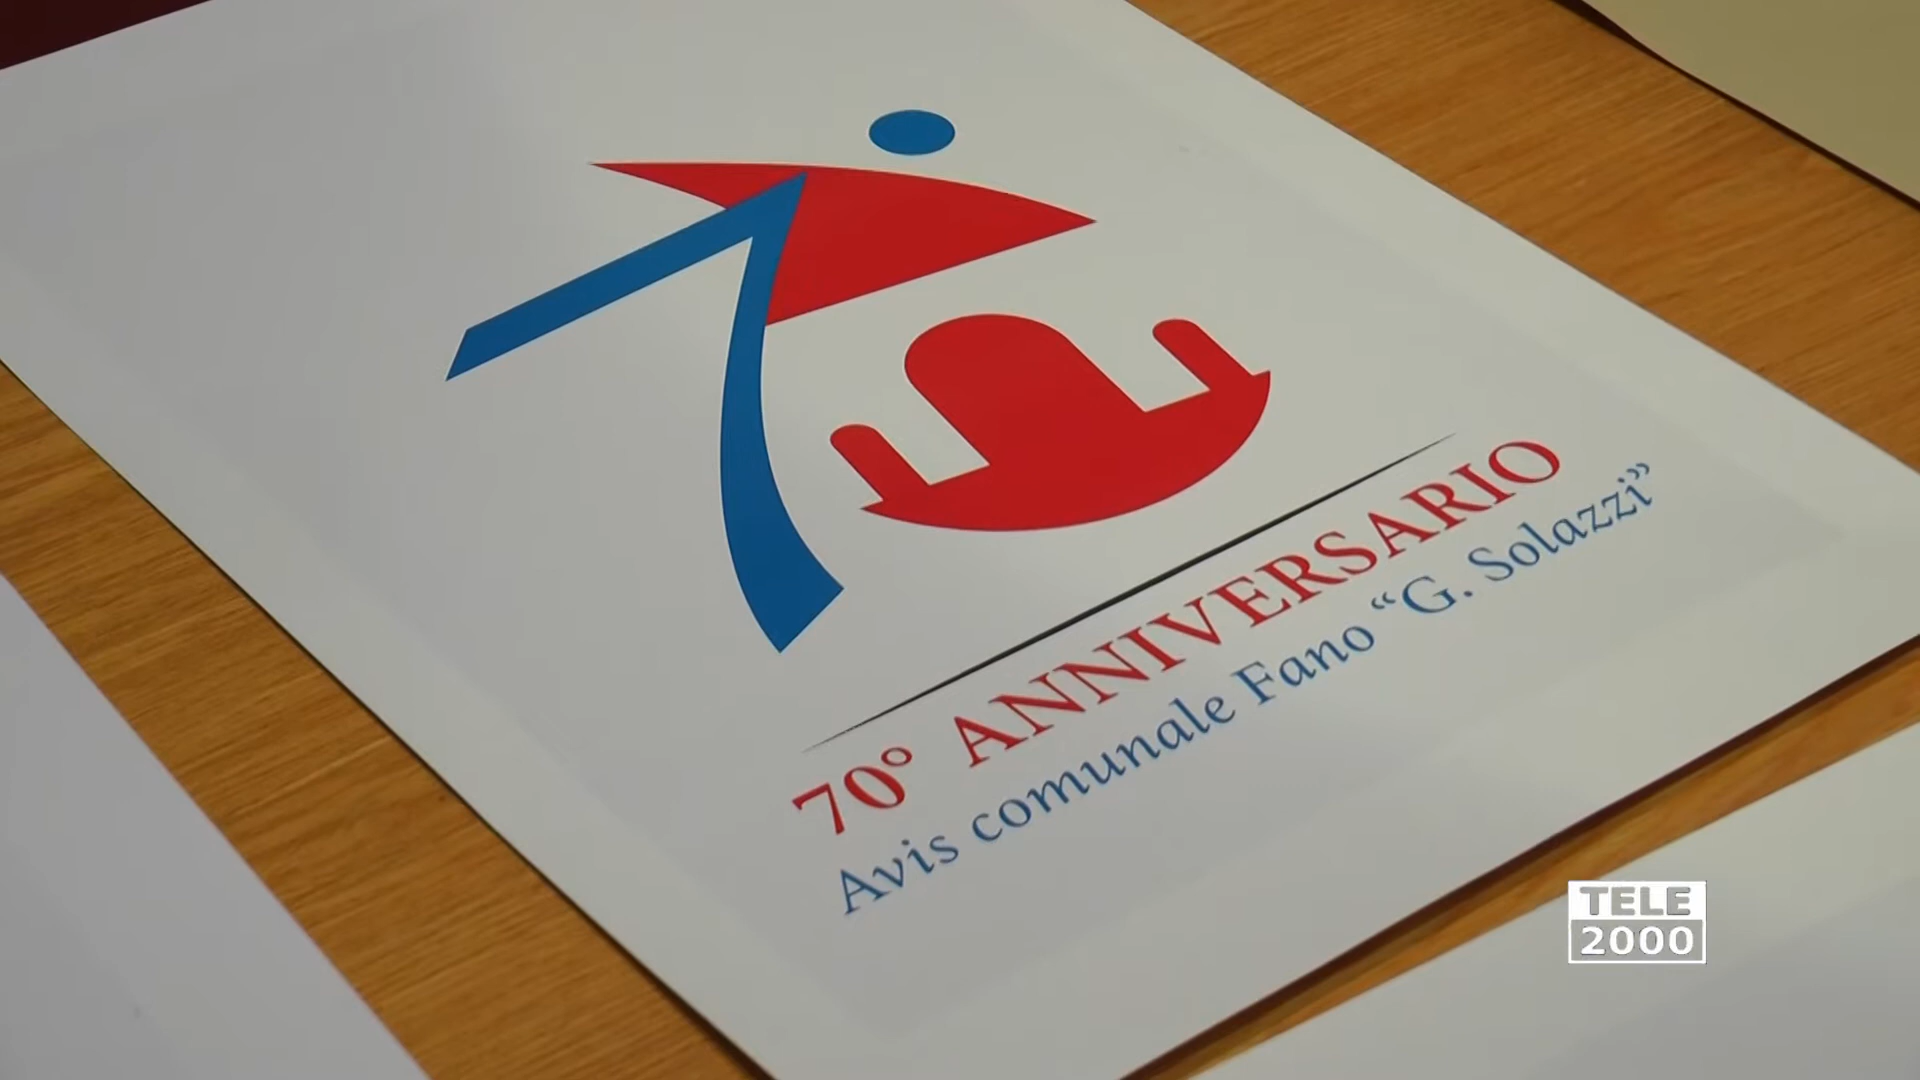 70° ANNIVERSARIO
Avis comunale Fano “G. Solazzi”
TELE
2000